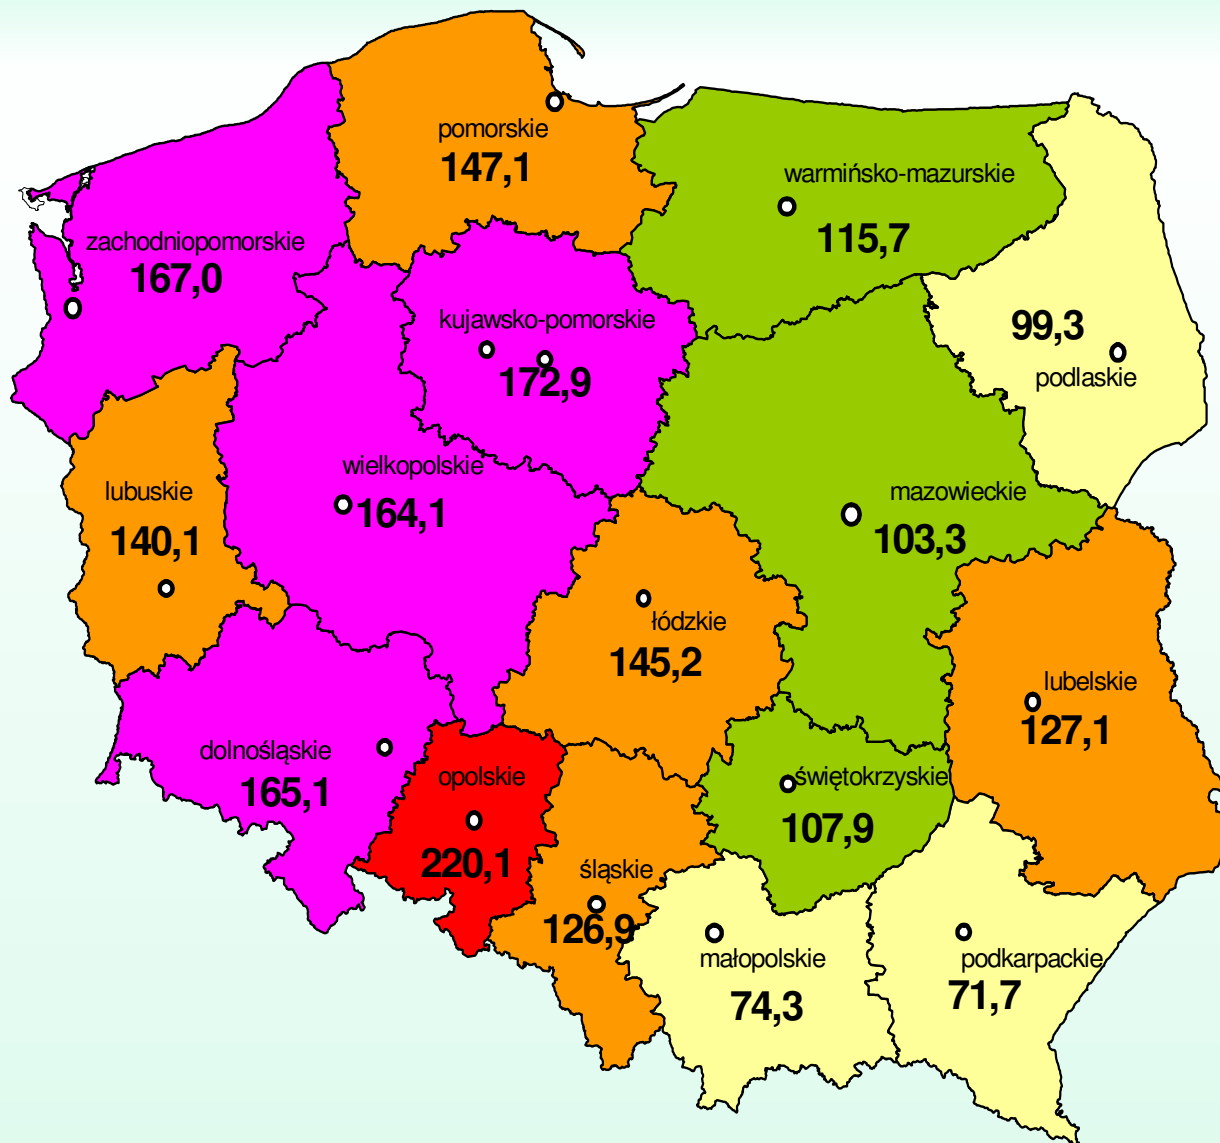 pomorskie
147,1
warmińsko-mazurskie
115,7
zachodniopomorskie
167,0
kujawsko-pomorskie
172,9
99,3
podlaskie
wielkopolskie
164,1
lubuskie
140,1
mazowieckie
103,3
łódzkie
145,2
lubelskie
127,1
dolnośląskie
165,1
opolskie
220,1
świętokrzyskie
107,9
śląskie
126,9
małopolskie
74,3
podkarpackie
71,7